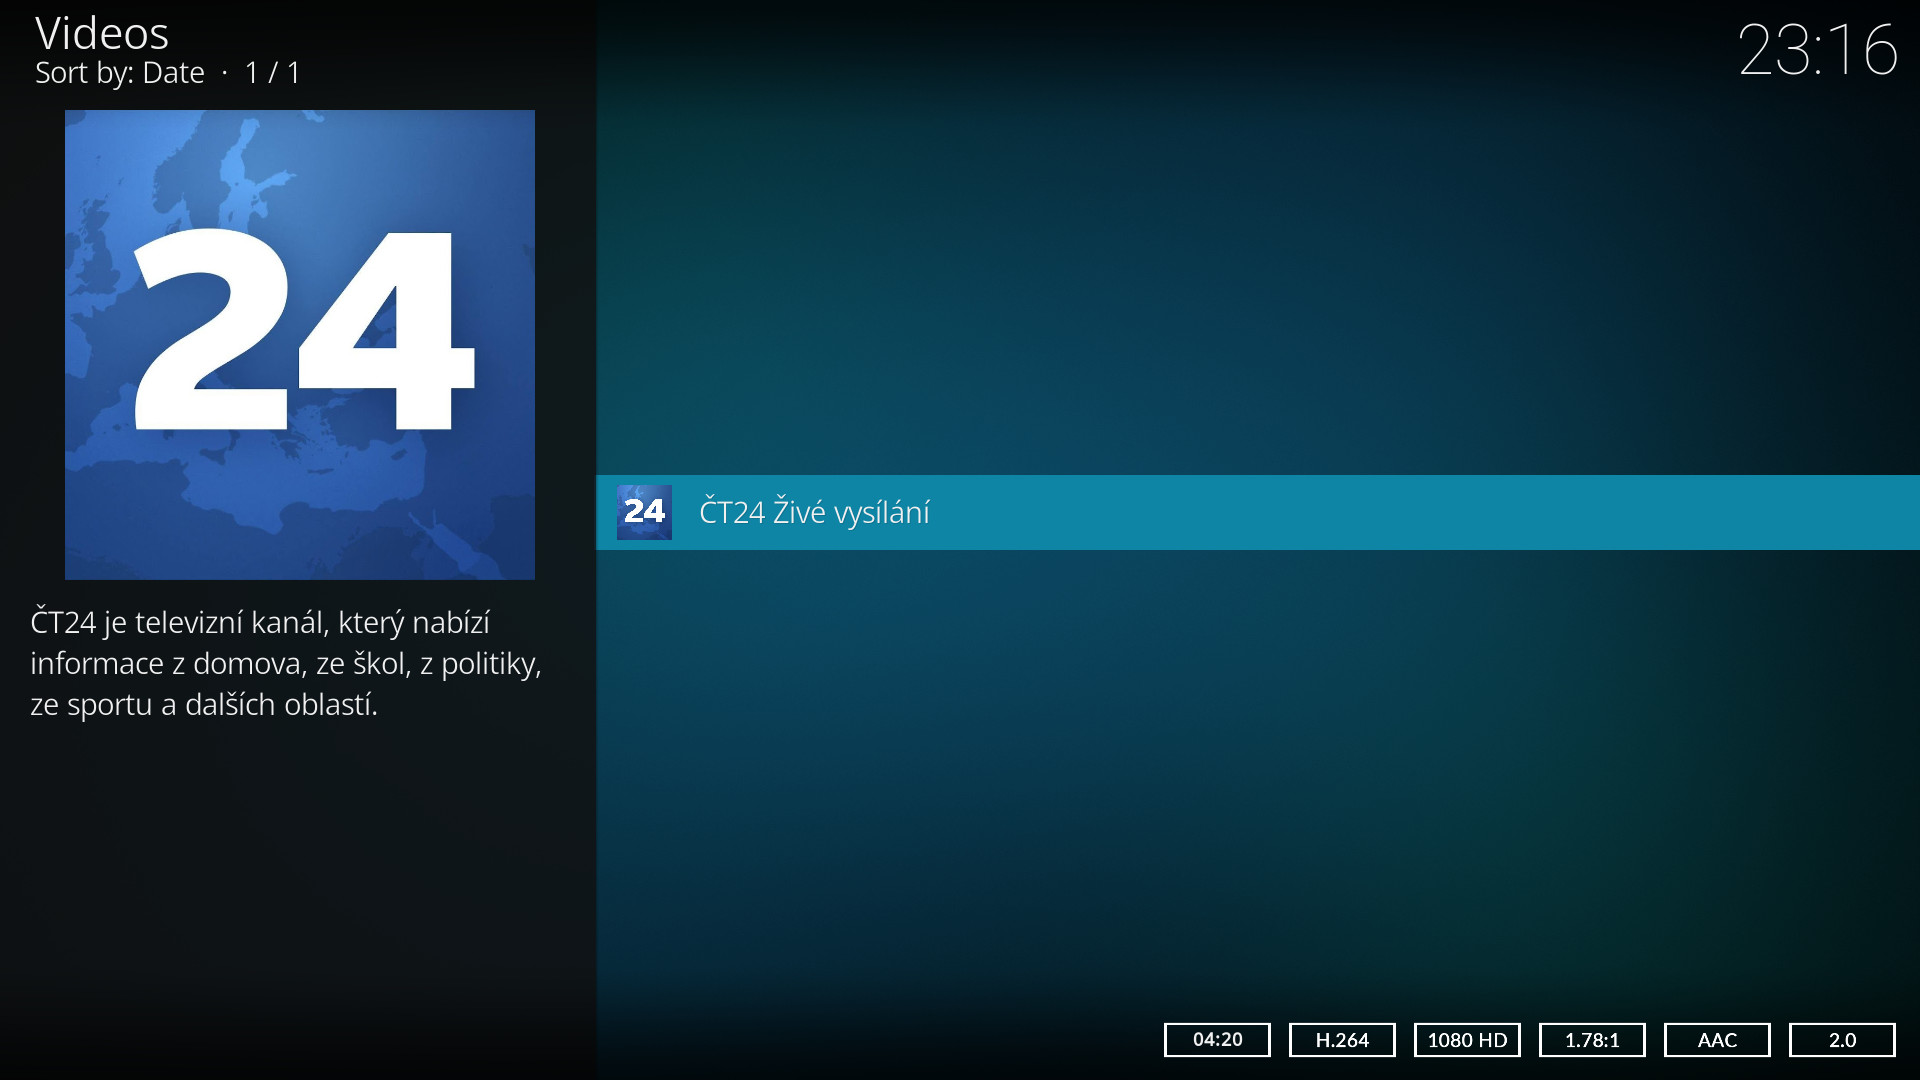 Videos
Sort by: Date · 1 / 1
23:16
24
ČT24 je televizní kanál, který nabízí
informace z domova, ze škol, z politiky,
ze sportu a dalších oblastí.
24 ČT24 Živé vysílání
04:20 H.264 1080 HD 1.78:1 AAC 2.0